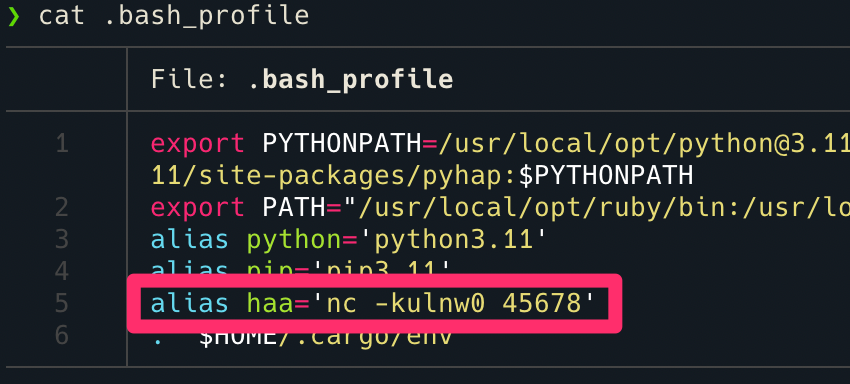 ❯ cat .bash_profile
File: .bash_profile
1 export PYTHONPATH=/usr/local/opt/python@3.11
11/site-packages/pyhap:$PYTHONPATH
2 export PATH="/usr/local/opt/ruby/bin:/usr/lo
3 alias python='python3.11'
4 alias pip='pip3.11'
5 alias haa='nc -kulnw0 45678'
6 . "$HOME/.cargo/env"